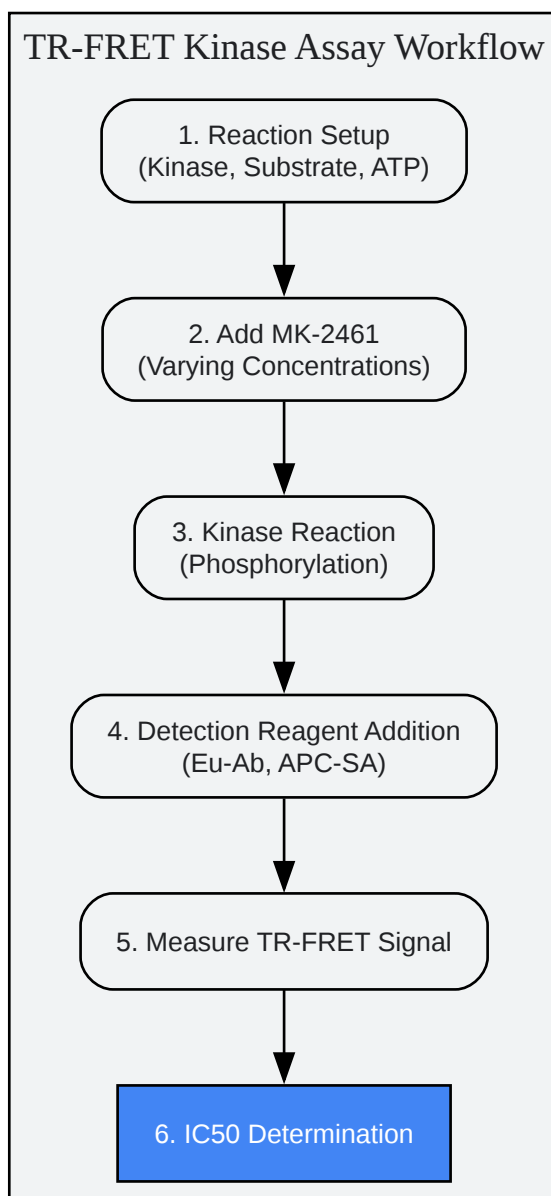 TR-FRET Kinase Assay Workflow
1. Reaction Setup
(Kinase, Substrate, ATP)
2. Add MK-2461
(Varying Concentrations)
3. Kinase Reaction
(Phosphorylation)
4. Detection Reagent Addition
(Eu-Ab, APC-SA)
5. Measure TR-FRET Signal
6. IC50 Determination